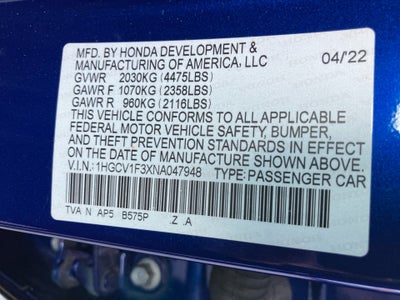 MFD. BY HONDA DEVELOPMENT &
MANUFACTURING OF AMERICA, LLC 04/'22
GVWR 2030KG (4475LBS)
GAWR F 1070KG (2358LBS)
GAWR R 960KG (2116LBS)
THIS VEHICLE CONFORMS TO ALL APPLICABLE
FEDERAL MOTOR VEHICLE SAFETY, BUMPER,
AND THEFT PREVENTION STANDARDS IN EFFECT
ON THE DATE OF MANUFACTURE SHOWN ABOVE.
V.I.N.: 1HGCV1F3XNA047948 TYPE: PASSENGER CAR
TVA N AP5 B575P .Z .A